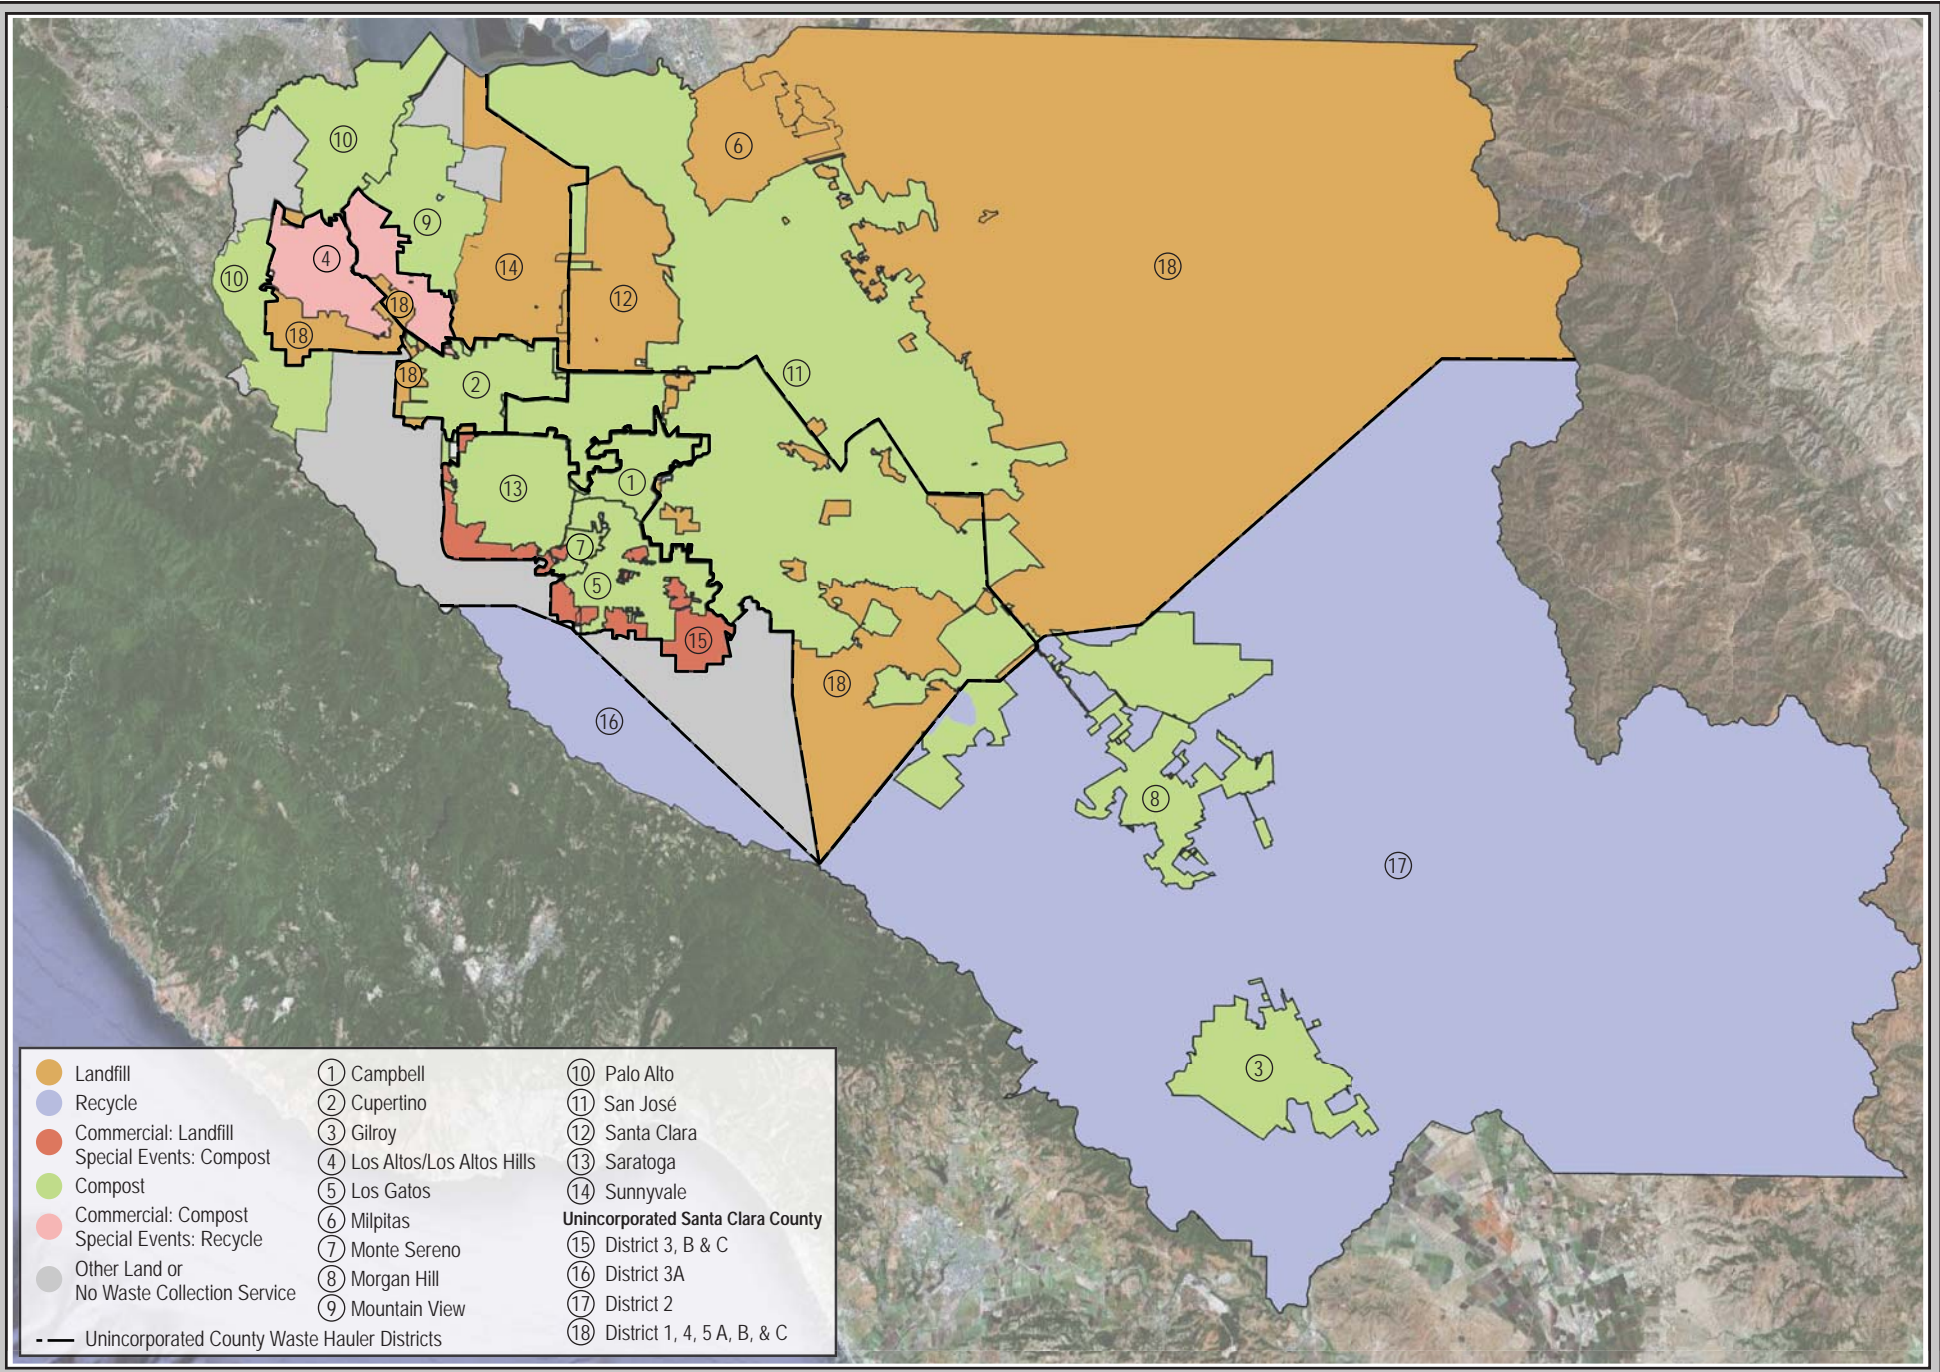 10
6
9
4
14
18
10
12
18
18
11
18
2
1
13
7
5
15
18
16
8
17
3
Landfill
Recycle
Commercial: Landfill
Special Events: Compost
Compost
Commercial: Compost
Special Events: Recycle
Other Land or
No Waste Collection Service
Unincorporated County Waste Hauler Districts
1 Campbell
2 Cupertino
3 Gilroy
4 Los Altos/Los Altos Hills
5 Los Gatos
6 Milpitas
7 Monte Sereno
8 Morgan Hill
9 Mountain View
10 Palo Alto
11 San José
12 Santa Clara
13 Saratoga
14 Sunnyvale
Unincorporated Santa Clara County
15 District 3, B & C
16 District 3A
17 District 2
18 District 1, 4, 5 A, B, & C